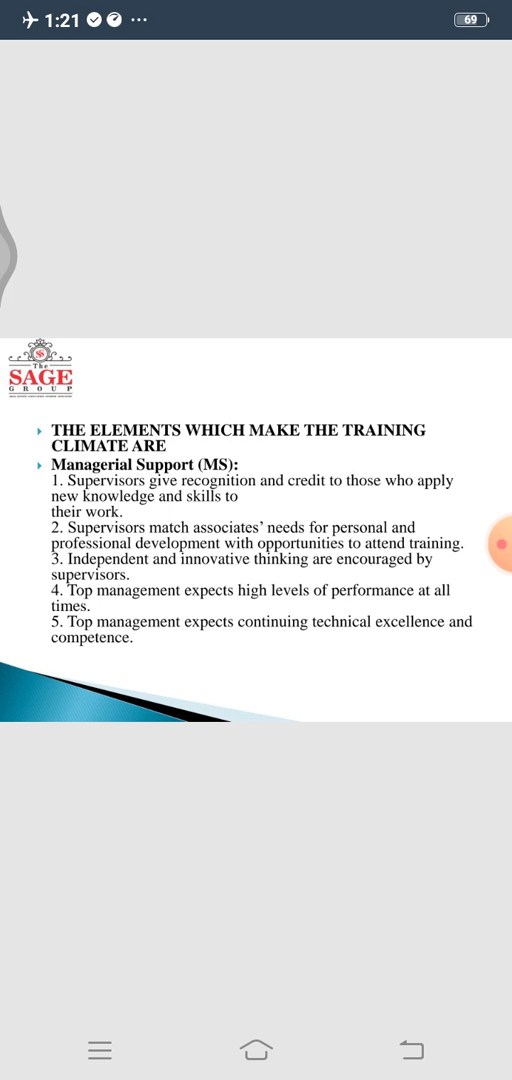 1:21 ...
69
The
SAGE
GROUP
THE ELEMENTS WHICH MAKE THE TRAINING
CLIMATE ARE
Managerial Support (MS):
1. Supervisors give recognition and credit to those who apply
new knowledge and skills to
their work.
2. Supervisors match associates’ needs for personal and
professional development with opportunities to attend training.
3. Independent and innovative thinking are encouraged by
supervisors.
4. Top management expects high levels of performance at all
times.
5. Top management expects continuing technical excellence and
competence.